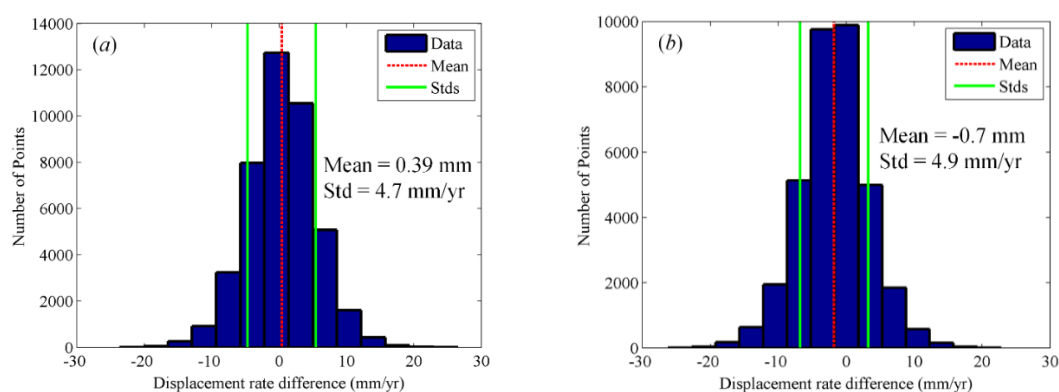 (a)
Data
Mean
Stds
Mean = 0.39 mm
Std = 4.7 mm/yr
14000
12000
10000
8000
6000
4000
2000
0
Number of Points
-30
-20
-10
0
10
20
30
Displacement rate difference (mm/yr)
(b)
Data
Mean
Stds
Mean = -0.7 mm
Std = 4.9 mm/yr
10000
8000
6000
4000
2000
0
Number of Points
-30
-20
-10
0
10
20
30
Displacement rate difference (mm/yr)